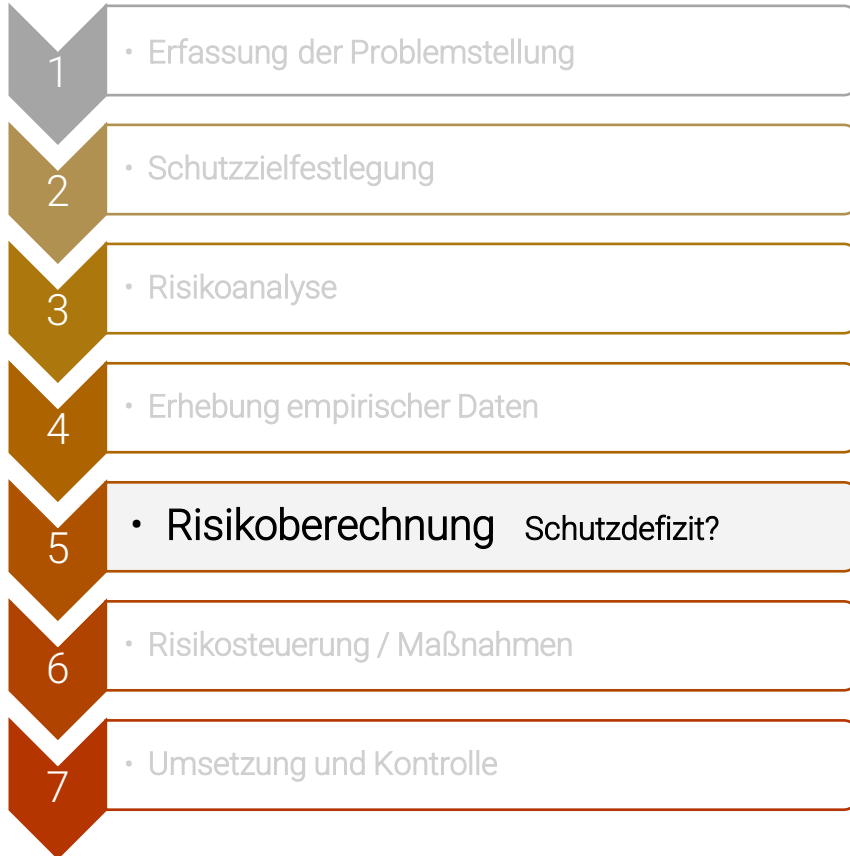 1
• Erfassung der Problemstellung
2
• Schutzzielfestlegung
3
• Risikoanalyse
4
• Erhebung empirischer Daten
5
• Risikoberechnung Schutzdefizit?
6
• Risikosteuerung / Maßnahmen
7
• Umsetzung und Kontrolle